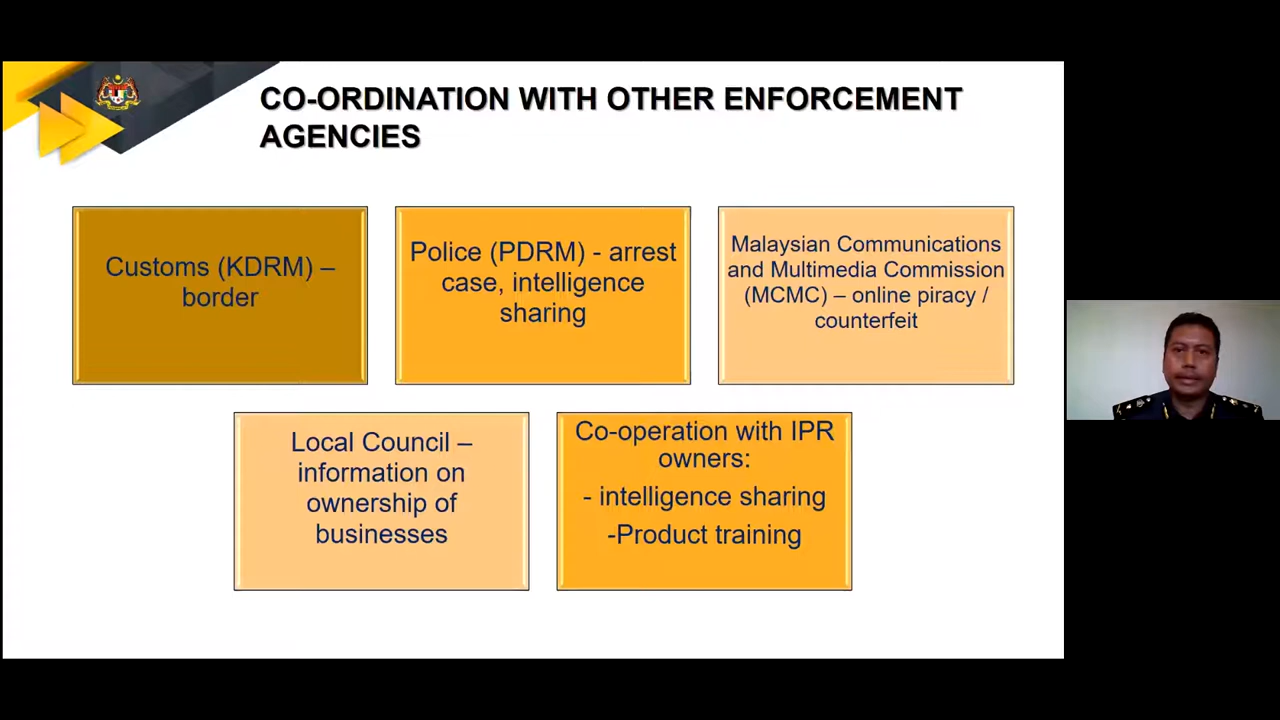 CO-ORDINATION WITH OTHER ENFORCEMENT
AGENCIES
Customs (KDRM) –
border
Police (PDRM) - arrest
case, intelligence
sharing
Malaysian Communications
and Multimedia Commission
(MCMC) – online piracy /
counterfeit
Local Council –
information on
ownership of
businesses
Co-operation with IPR
owners:
- intelligence sharing
-Product training